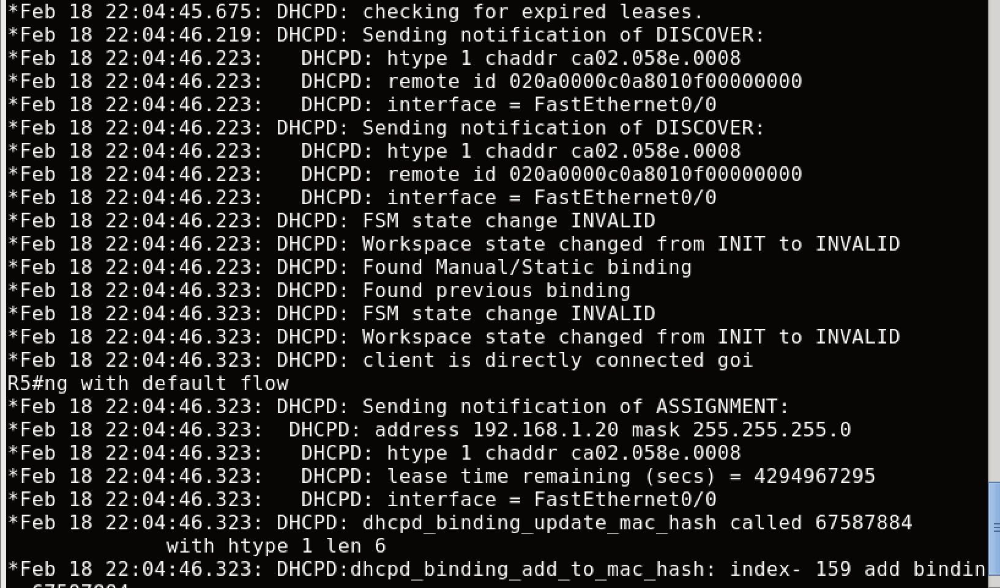 *Feb 18 22:04:45.675: DHCPD: checking for expired leases.
*Feb 18 22:04:46.219: DHCPD: Sending notification of DISCOVER:
*Feb 18 22:04:46.223:   DHCPD: htype 1 chaddr ca02.058e.0008
*Feb 18 22:04:46.223:   DHCPD: remote id 020a0000c0a8010f00000000
*Feb 18 22:04:46.223:   DHCPD: interface = FastEthernet0/0
*Feb 18 22:04:46.223: DHCPD: Sending notification of DISCOVER:
*Feb 18 22:04:46.223:   DHCPD: htype 1 chaddr ca02.058e.0008
*Feb 18 22:04:46.223:   DHCPD: remote id 020a0000c0a8010f00000000
*Feb 18 22:04:46.223:   DHCPD: interface = FastEthernet0/0
*Feb 18 22:04:46.223: DHCPD: FSM state change INVALID
*Feb 18 22:04:46.223: DHCPD: Workspace state changed from INIT to INVALID
*Feb 18 22:04:46.223: DHCPD: Found Manual/Static binding
*Feb 18 22:04:46.323: DHCPD: Found previous binding
*Feb 18 22:04:46.323: DHCPD: FSM state change INVALID
*Feb 18 22:04:46.323: DHCPD: Workspace state changed from INIT to INVALID
*Feb 18 22:04:46.323: DHCPD: client is directly connected goi
R5#ng with default flow
*Feb 18 22:04:46.323: DHCPD: Sending notification of ASSIGNMENT:
*Feb 18 22:04:46.323:  DHCPD: address 192.168.1.20 mask 255.255.255.0
*Feb 18 22:04:46.323:   DHCPD: htype 1 chaddr ca02.058e.0008
*Feb 18 22:04:46.323:   DHCPD: lease time remaining (secs) = 4294967295
*Feb 18 22:04:46.323:   DHCPD: interface = FastEthernet0/0
*Feb 18 22:04:46.323: DHCPD: dhcpd_binding_update_mac_hash called 67587884
             with htype 1 len 6
*Feb 18 22:04:46.323: DHCPD:dhcpd_binding_add_to_mac_hash: index- 159 add bindin